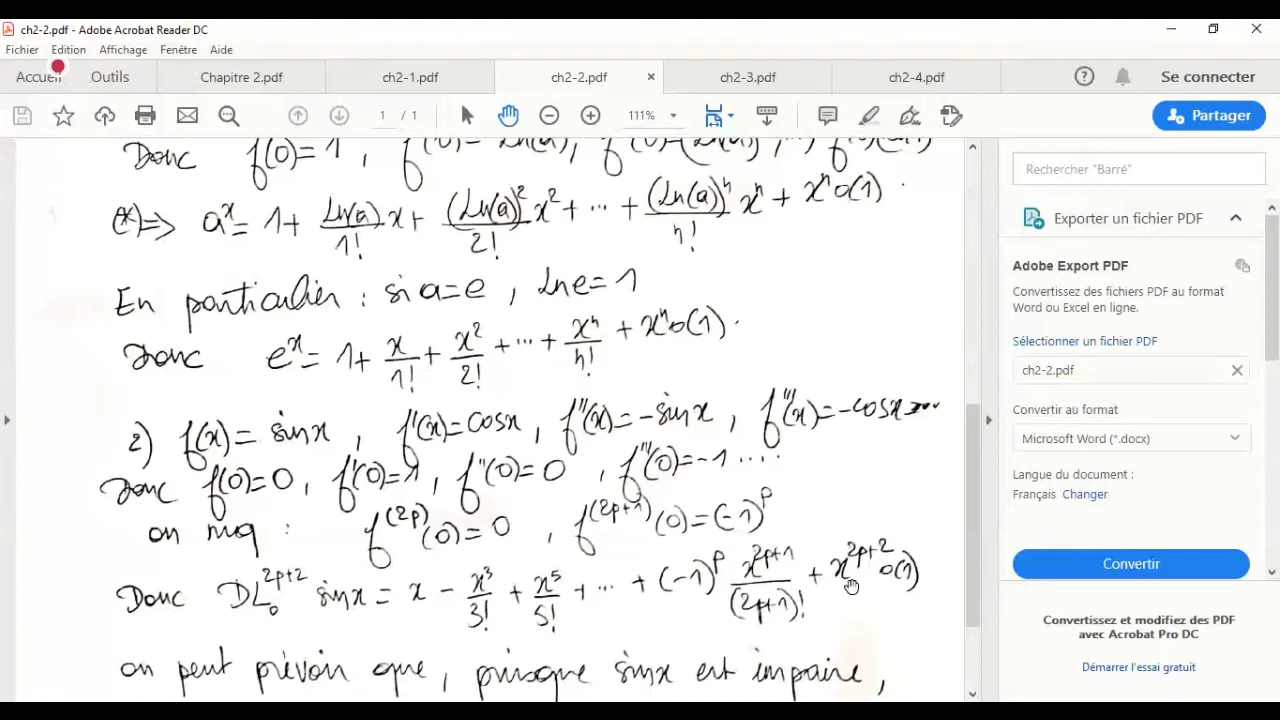 ch2-2.pdf - Adobe Acrobat Reader DC
Fichier Edition Affichage Fenêtre Aide
Accueil Outils Chapitre 2.pdf ch2-1.pdf ch2-2.pdf × ch2-3.pdf ch2-4.pdf Se connecter
1 / 1 111% Partager
Donc f(0)=1,
(*)=> a^x = 1 + Ln(a)/1! x + (Ln(a))^2/2! x^2 + ... + (Ln(a))^n/n! x^n + x^n o(1).
En particulier : si a=e, Ln e=1
Donc e^x = 1 + x/1! + x^2/2! + ... + x^n/n! + x^n o(1).
2) f(x) = sin x, f'(x)=cos x, f''(x)=-sin x, f'''(x)=-cos x
Donc f(0)=0, f'(0)=1, f''(0)=0, f'''(0)=-1 ....
on mq : f^(2p)(0)=0, f^(2p+1)(0)=(-1)^p
Donc DL_0^{2p+2} sin x = x - x^3/3! + x^5/5! + ... + (-1)^p x^{2p+1}/(2p+1)! + x^{2p+2} o(1)
on peut prévoir que, puisque sin x est impaire,
Rechercher "Barré"
Exporter un fichier PDF
Adobe Export PDF
Convertissez des fichiers PDF au format
Word ou Excel en ligne.
Sélectionner un fichier PDF
ch2-2.pdf ×
Convertir au format
Microsoft Word (*.docx)
Langue du document :
Français Changer
Convertir
Convertissez et modifiez des PDF
avec Acrobat Pro DC
Démarrer l'essai gratuit